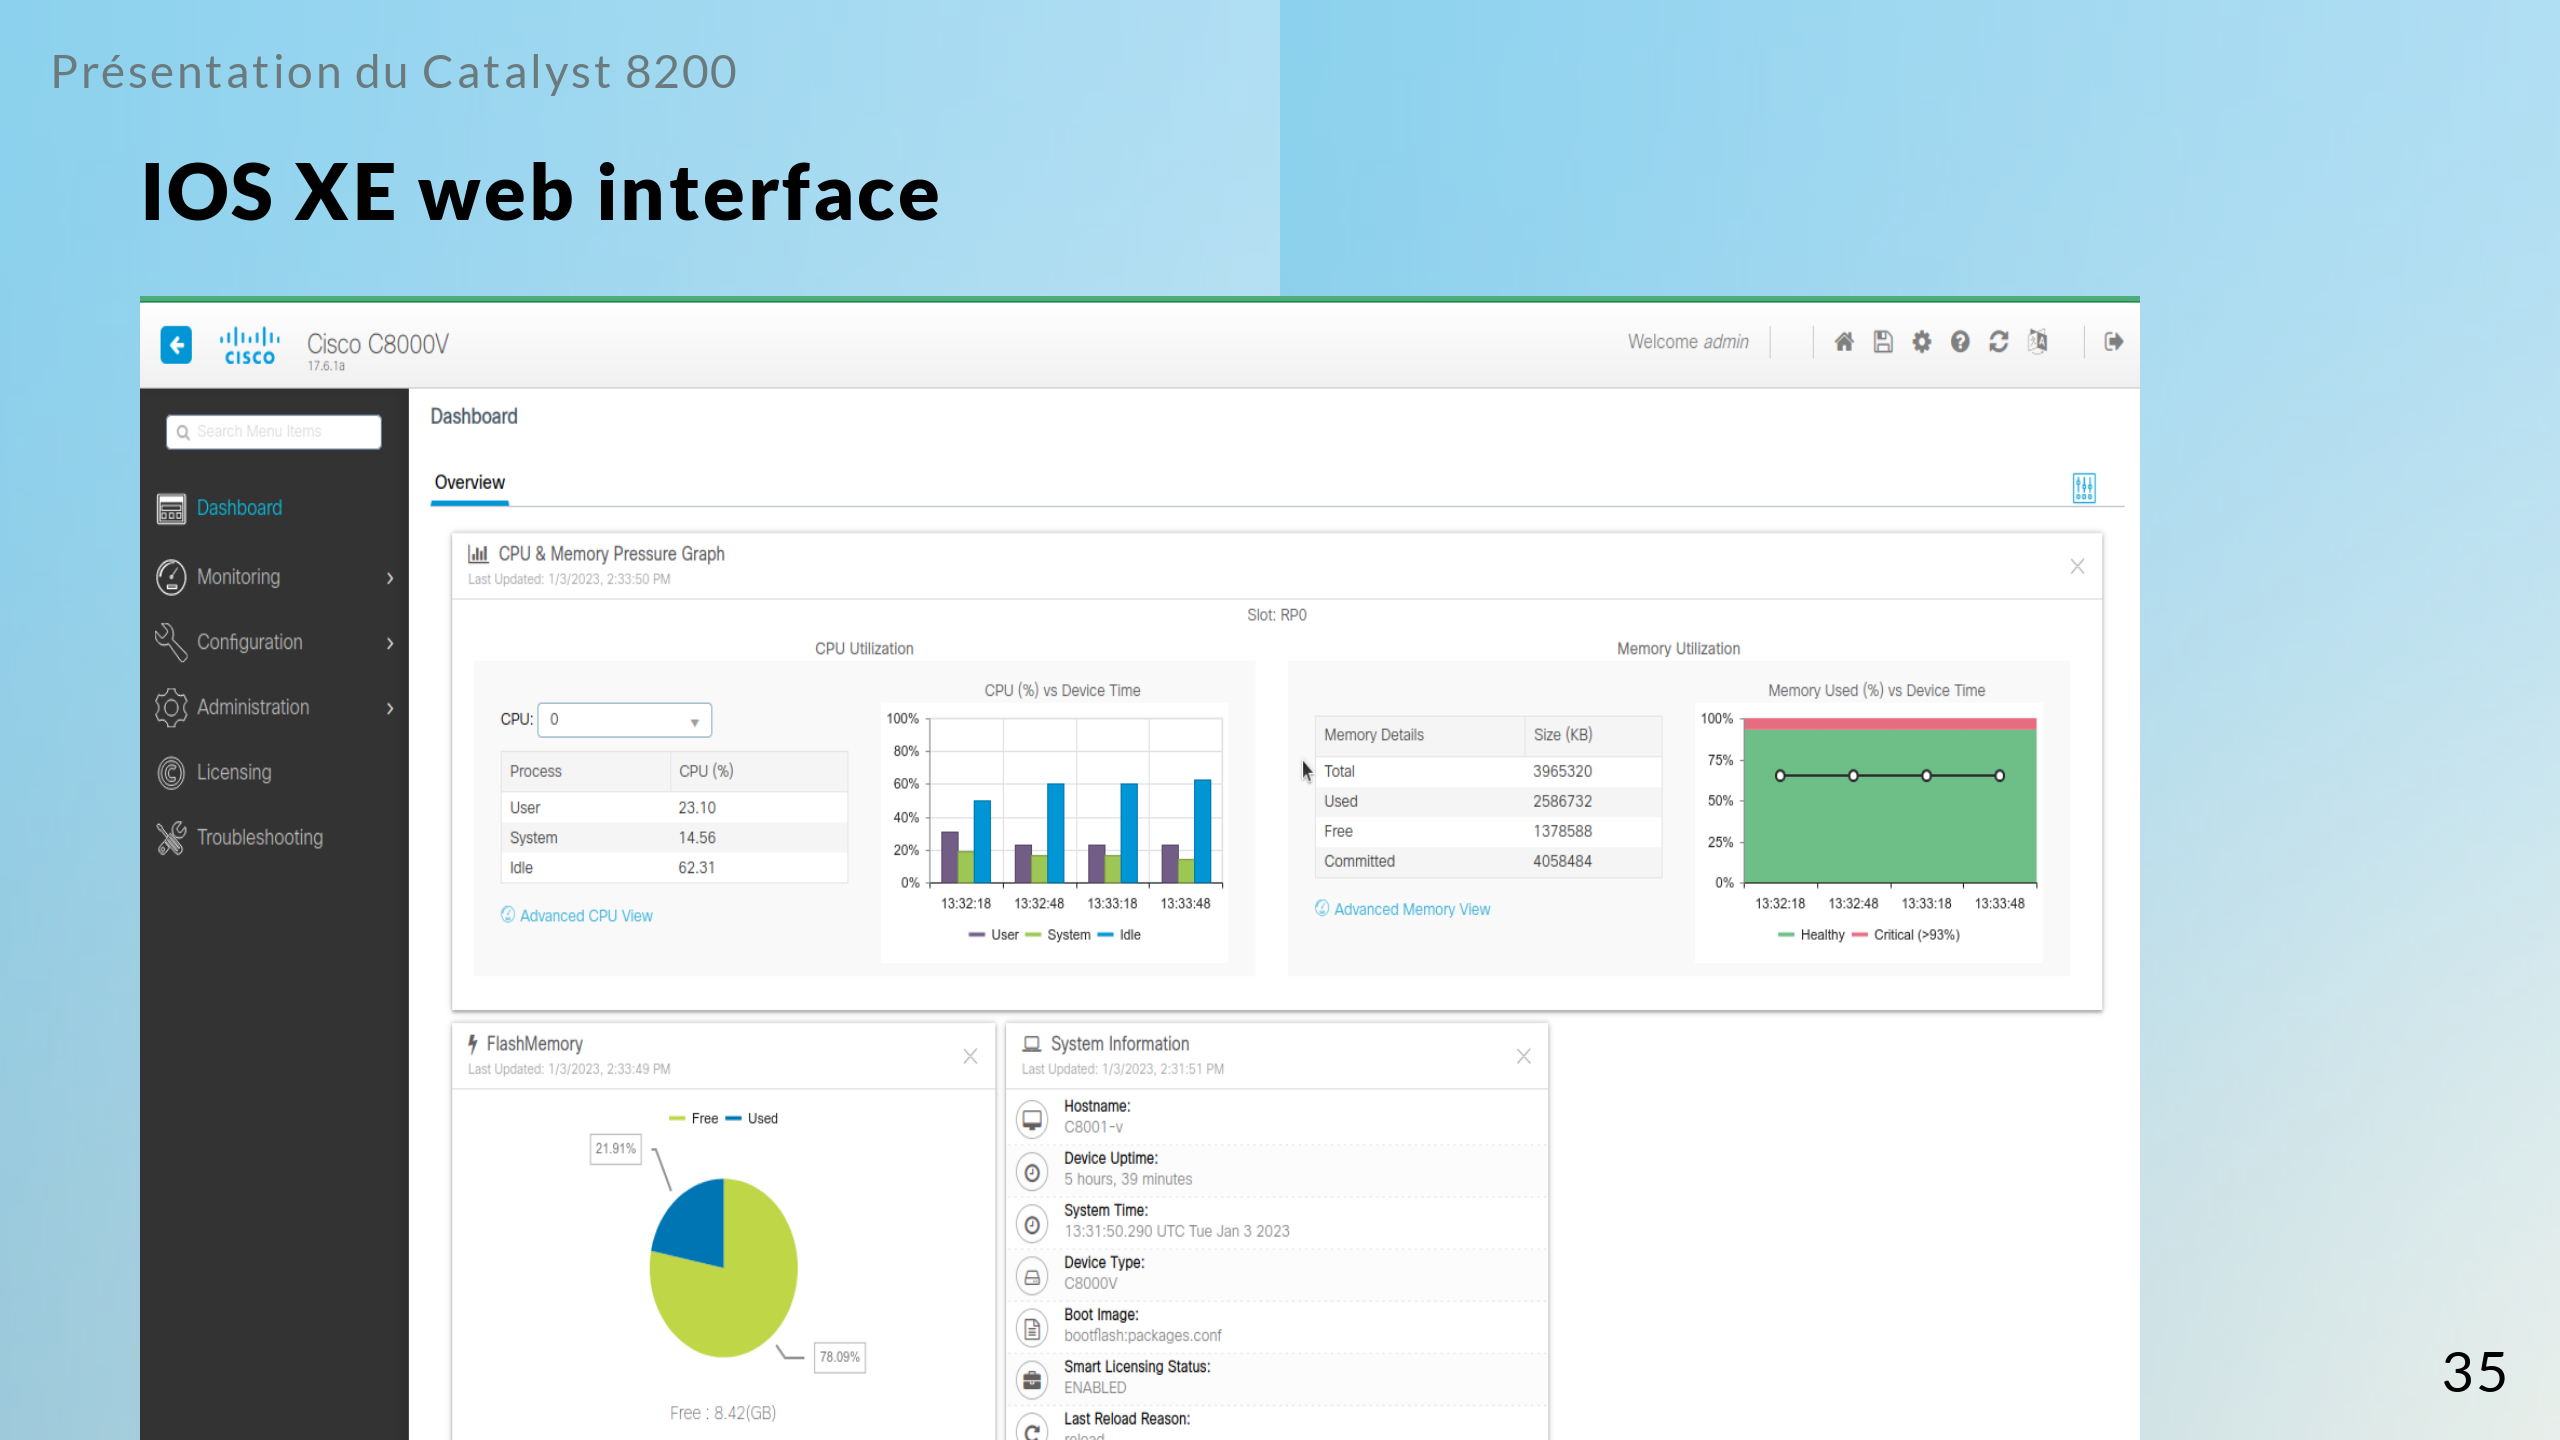 Présentation du Catalyst 8200
IOS XE web interface
CISCO
Cisco C8000V
17.6.1a
Welcome admin
Search Menu Items
Dashboard
Monitoring
Configuration
Administration
Licensing
Troubleshooting
Dashboard
Overview
CPU & Memory Pressure Graph
Last Updated: 1/3/2023, 2:33:50 PM
Slot: RP0
CPU Utilization
CPU: 0
Process CPU (%)
User 23.10
System 14.56
Idle 62.31
Advanced CPU View
CPU (%) vs Device Time
100%
80%
60%
40%
20%
0%
13:32:18 13:32:48 13:33:18 13:33:48
User System Idle
Memory Utilization
Memory Details Size (KB)
Total 3965320
Used 2586732
Free 1378588
Committed 4058484
Advanced Memory View
Memory Used (%) vs Device Time
100%
75%
50%
25%
0%
13:32:18 13:32:48 13:33:18 13:33:48
Healthy Critical (>93%)
FlashMemory
Last Updated: 1/3/2023, 2:33:49 PM
Free Used
21.91%
78.09%
Free : 8.42(GB)
System Information
Last Updated: 1/3/2023, 2:31:51 PM
Hostname:
C8001-v
Device Uptime:
5 hours, 39 minutes
System Time:
13:31:50.290 UTC Tue Jan 3 2023
Device Type:
C8000V
Boot Image:
bootflash:packages.conf
Smart Licensing Status:
ENABLED
Last Reload Reason:
reload
35